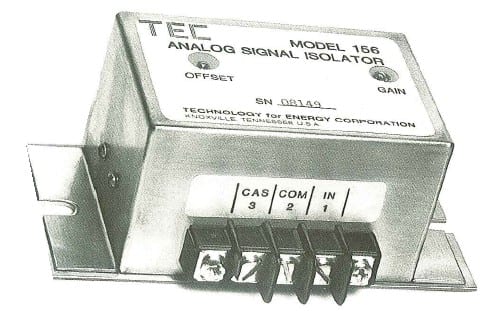 TEC
MODEL 156
ANALOG SIGNAL ISOLATOR
OFFSET
GAIN
SN 08149
TECHNOLOGY for ENERGY CORPORATION
KNOXVILLE, TENNESSEE U.S.A
CAS COM IN
3 2 1